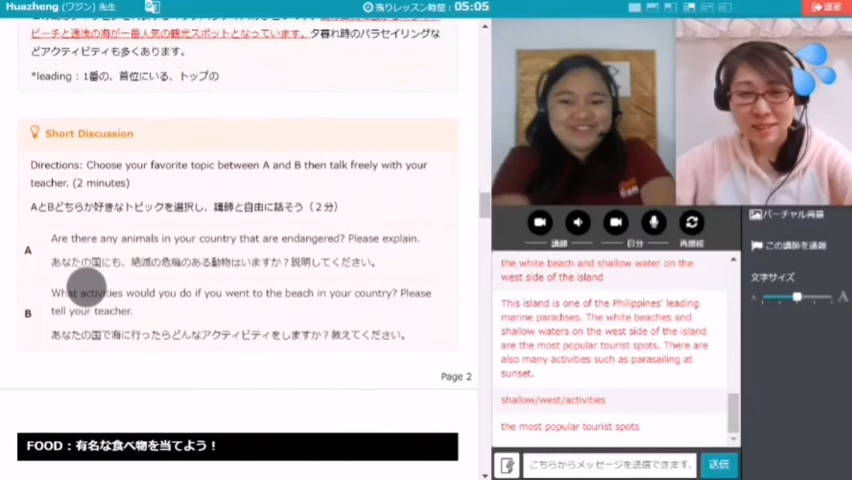 Huazheng (ワジン) 先生
残りレッスン時間：05:05
退室
ビーチと遠浅の海が一番人気の観光スポットとなっています。夕暮れ時のパラセイリングな
どアクティビティも多くあります。
*leading：1番の、首位にいる、トップの
Short Discussion
Directions: Choose your favorite topic between A and B then talk freely with your
teacher. (2 minutes)
AとBどちらか好きなトピックを選択し、講師と自由に話そう（2分）
A
Are there any animals in your country that are endangered? Please explain.
あなたの国にも、絶滅の危機のある動物はいますか？説明してください。
B
What activities would you do if you went to the beach in your country? Please
tell your teacher.
あなたの国で海に行ったらどんなアクティビティをしますか？教えてください。
Page 2
FOOD：有名な食べ物を当てよう！
講師
自分
再接続
the white beach and shallow water on the
west side of the island
This island is one of the Philippines' leading
marine paradises. The white beaches and
shallow waters on the west side of the island
are the most popular tourist spots. There are
also many activities such as parasailing at
sunset.
shallow/west/activities
the most popular tourist spots
こちらからメッセージを送信できます。
送信
バーチャル背景
この講師を通報
文字サイズ
A
A